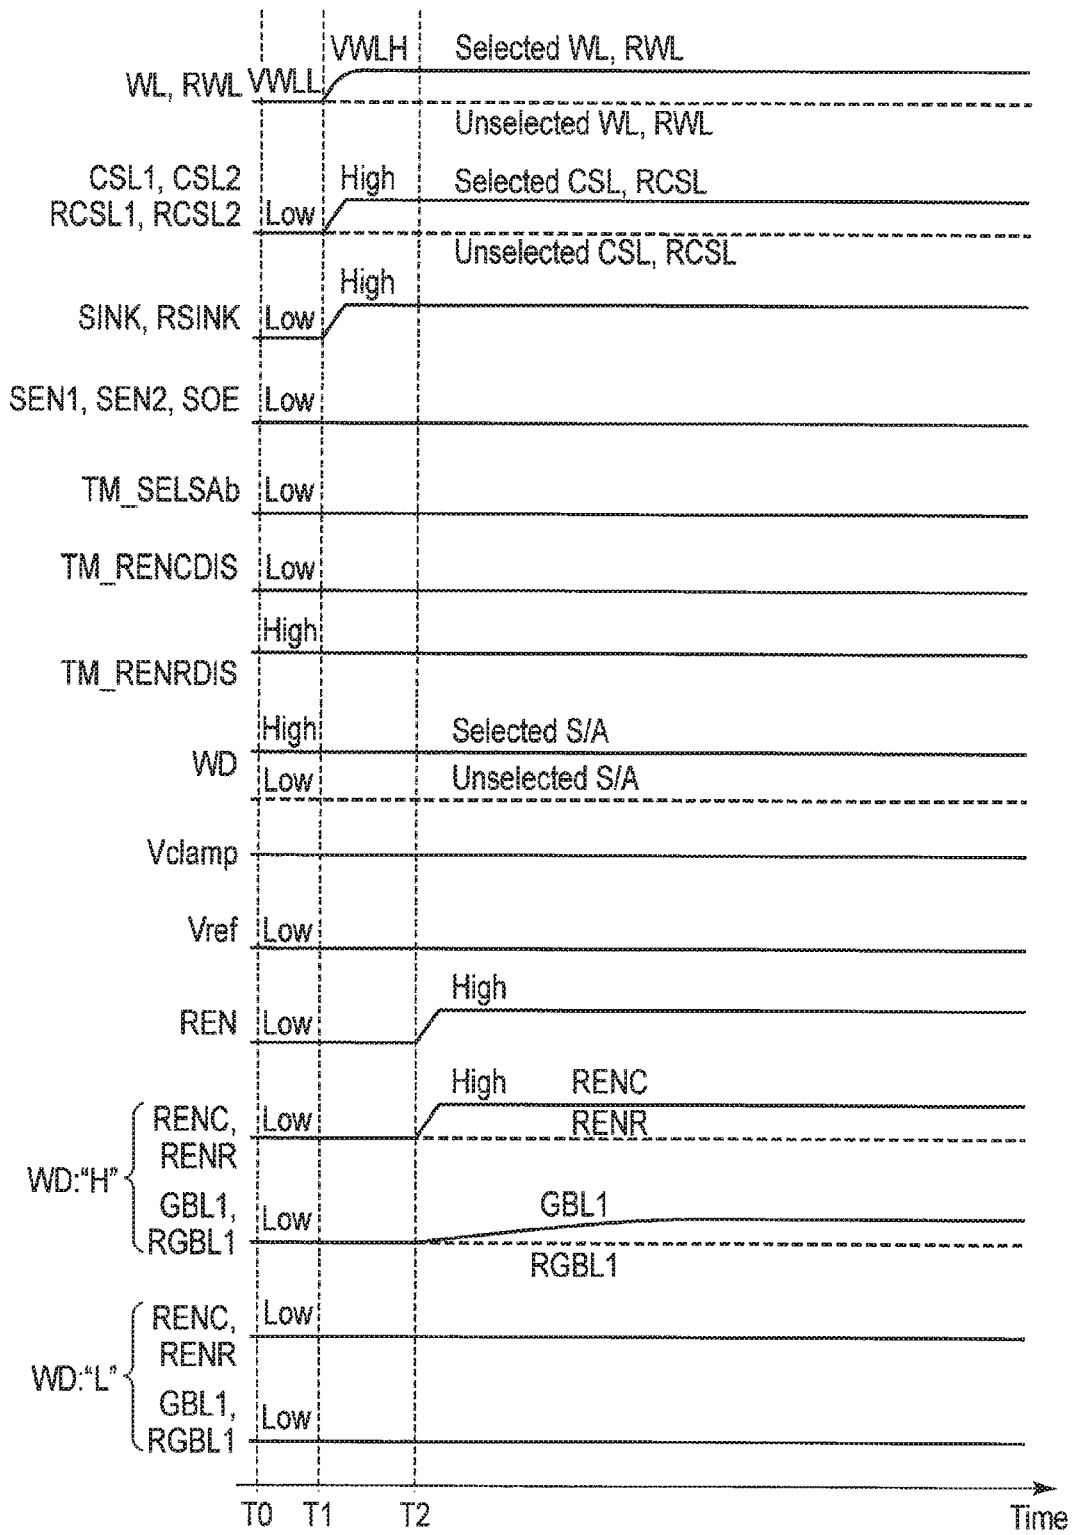 VWLH Selected WL, RWL
WL, RWL VWLL
Unselected WL, RWL
CSL1, CSL2 High Selected CSL, RCSL
RCSL1, RCSL2 Low
Unselected CSL, RCSL
High
SINK, RSINK Low
SEN1, SEN2, SOE Low
TM_SELSAb Low
TM_RENCDIS Low
High
TM_RENRDIS
High Selected S/A
WD
Low Unselected S/A
Vclamp
Vref Low
High
REN Low
High RENC
RENC, Low RENR
RENR
WD:“H”
GBL1, Low GBL1
RGBL1 RGBL1
RENC, Low
RENR
WD:“L”
GBL1, Low
RGBL1
T0 T1 T2 Time